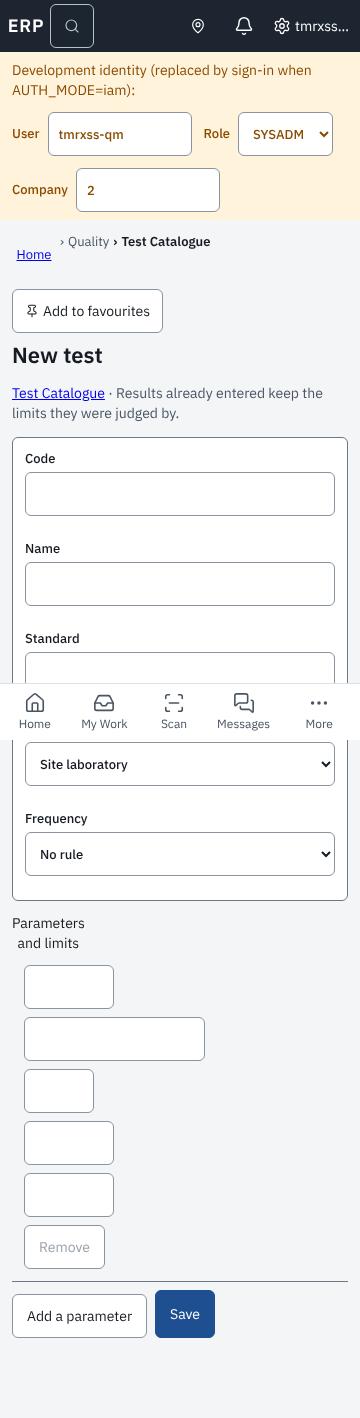 ERP
tmrxss...
Development identity (replaced by sign-in when
AUTH_MODE=iam):
User tmrxss-qm Role SYSADM
Company 2
Home › Quality › Test Catalogue
Add to favourites
New test
Test Catalogue · Results already entered keep the
limits they were judged by.
Code
Name
Standard
Home My Work Scan Messages More
Site laboratory
Frequency
No rule
Parameters
and limits
Remove
Add a parameter Save